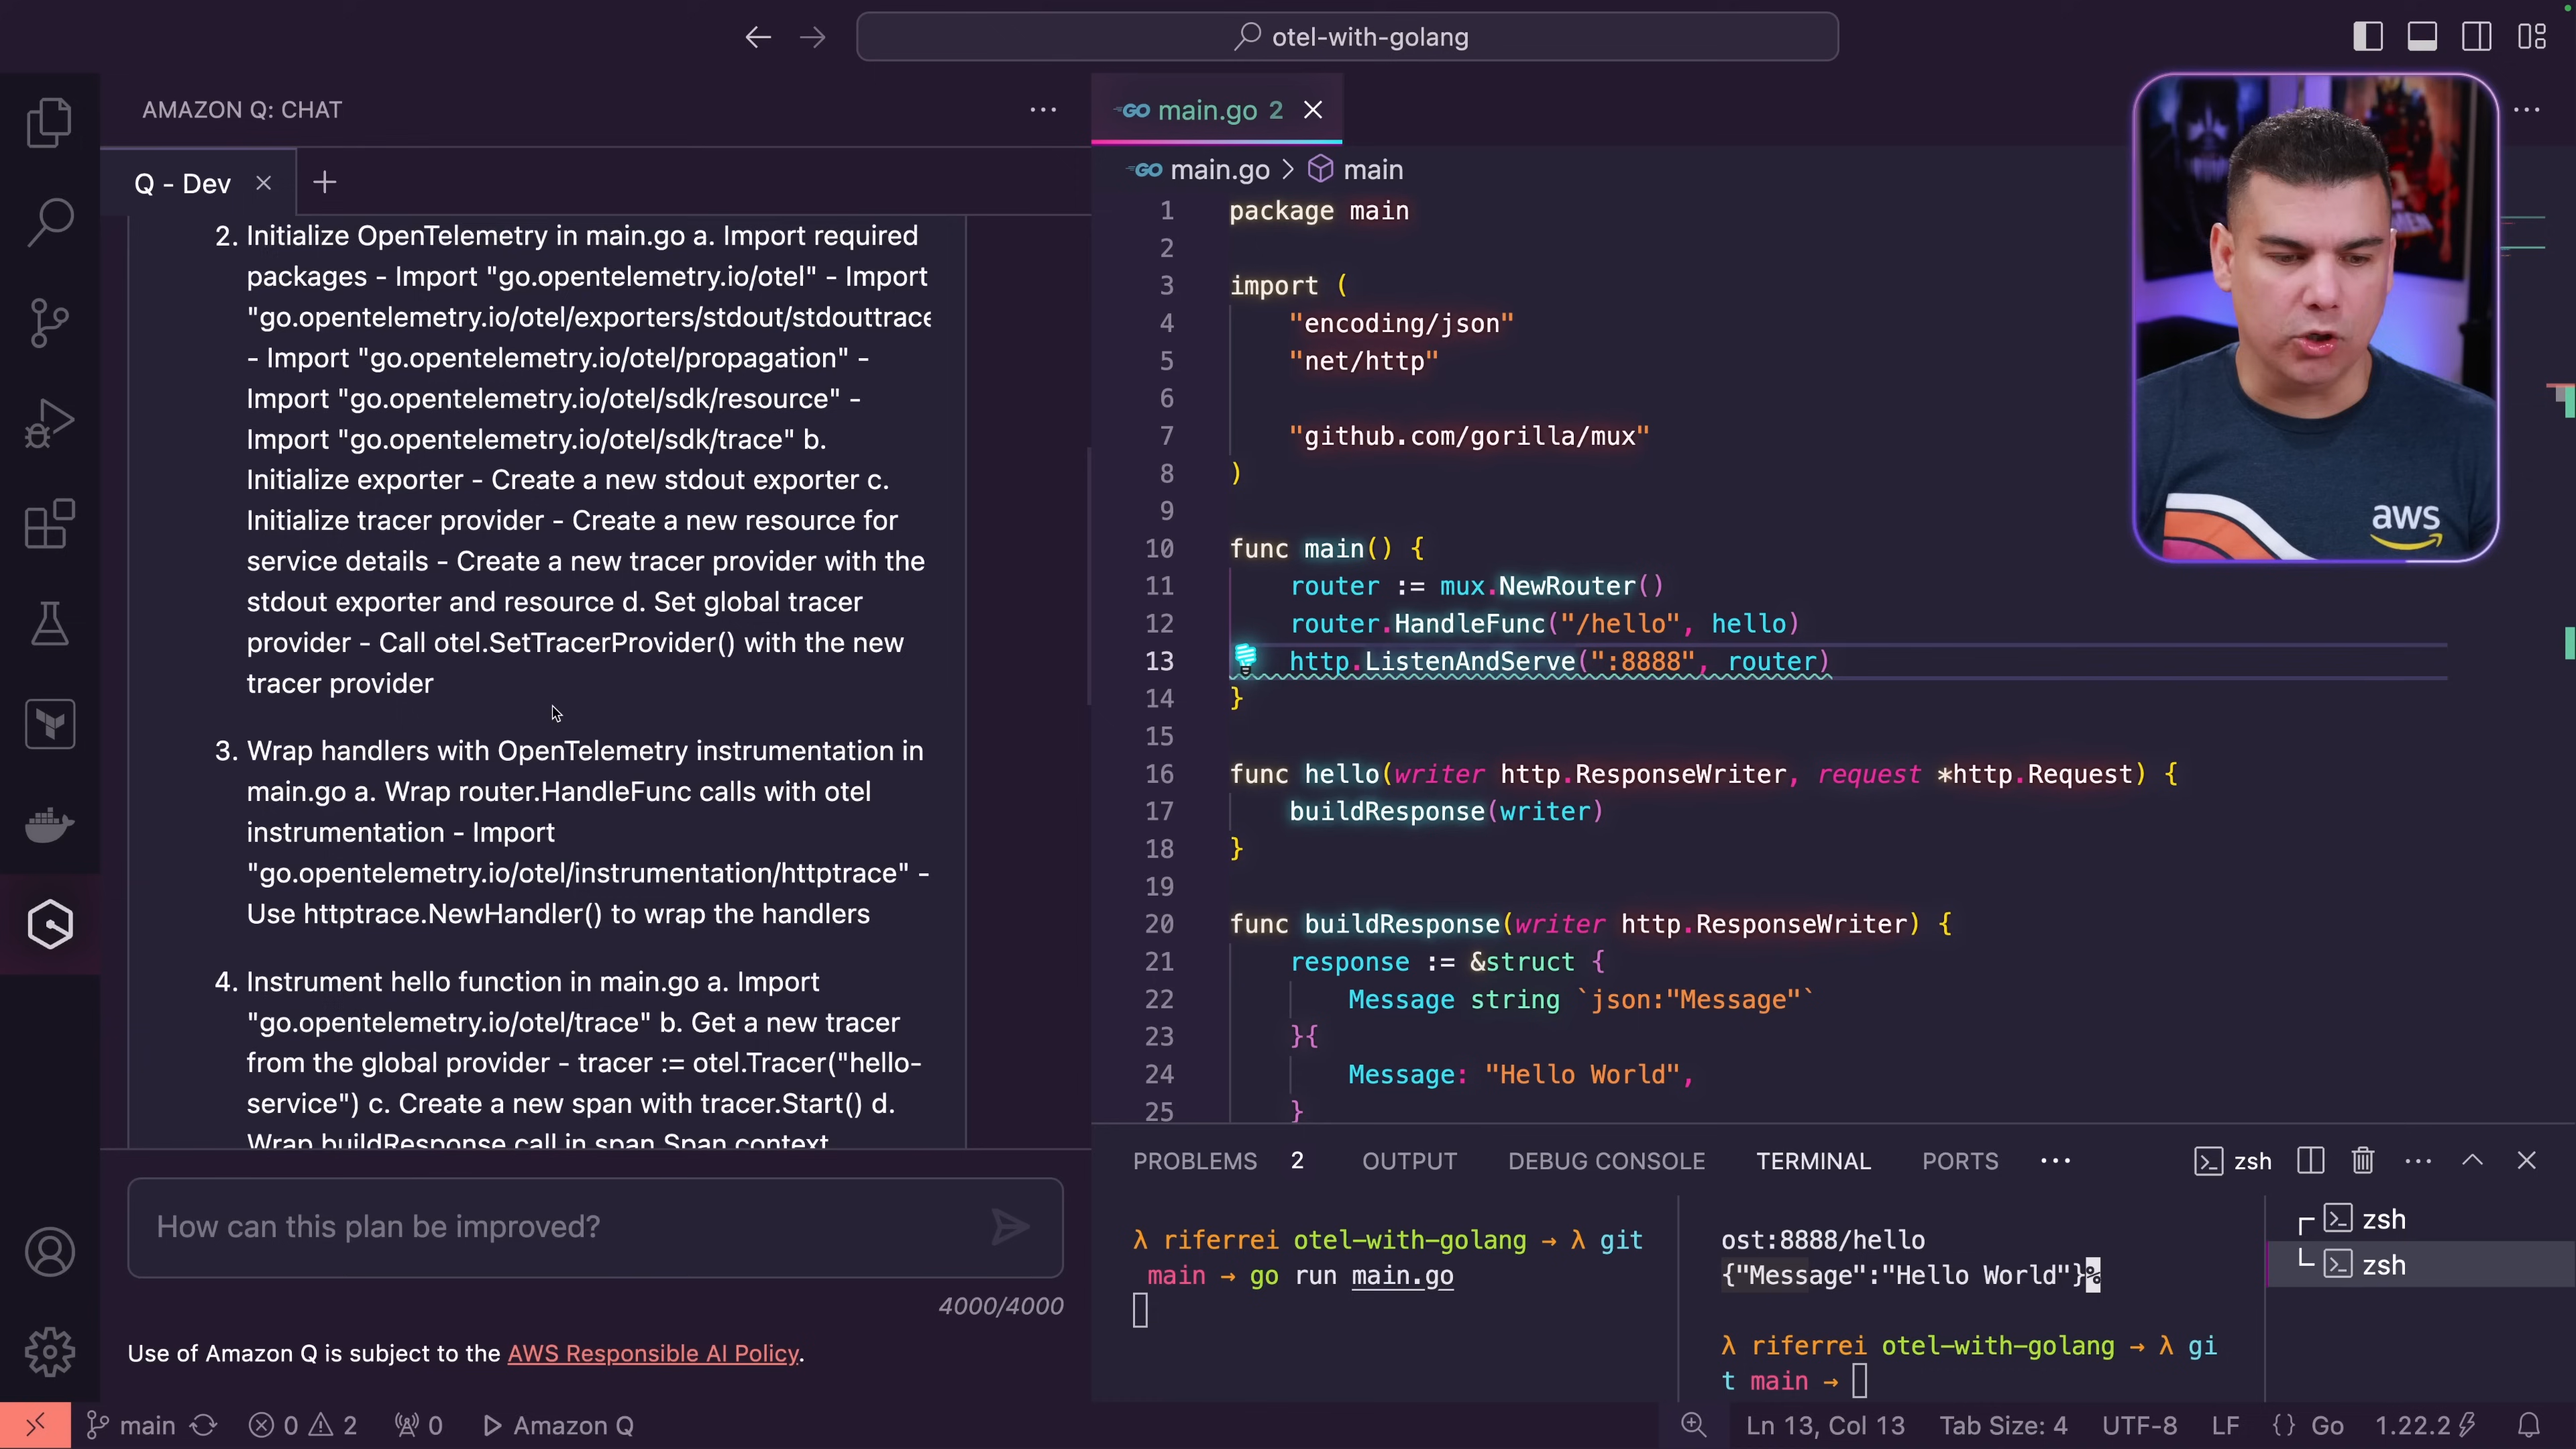 otel-with-golang
AMAZON Q: CHAT
Q - Dev
2. Initialize OpenTelemetry in main.go a. Import required
packages - Import "go.opentelemetry.io/otel" - Import
"go.opentelemetry.io/otel/exporters/stdout/stdouttrace
- Import "go.opentelemetry.io/otel/propagation" -
Import "go.opentelemetry.io/otel/sdk/resource" -
Import "go.opentelemetry.io/otel/sdk/trace" b.
Initialize exporter - Create a new stdout exporter c.
Initialize tracer provider - Create a new resource for
service details - Create a new tracer provider with the
stdout exporter and resource d. Set global tracer
provider - Call otel.SetTracerProvider() with the new
tracer provider
3. Wrap handlers with OpenTelemetry instrumentation in
main.go a. Wrap router.HandleFunc calls with otel
instrumentation - Import
"go.opentelemetry.io/otel/instrumentation/httptrace" -
Use httptrace.NewHandler() to wrap the handlers
4. Instrument hello function in main.go a. Import
"go.opentelemetry.io/otel/trace" b. Get a new tracer
from the global provider - tracer := otel.Tracer("hello-
service") c. Create a new span with tracer.Start() d.
Wrap buildResponse call in span Span context
How can this plan be improved?
4000/4000
Use of Amazon Q is subject to the AWS Responsible AI Policy.
GO main.go 2
GO main.go > main
1 package main
2
3 import (
4 "encoding/json"
5 "net/http"
6
7 "github.com/gorilla/mux"
8 )
9
10 func main() {
11 router := mux.NewRouter()
12 router.HandleFunc("/hello", hello)
13 http.ListenAndServe(":8888", router)
14 }
15
16 func hello(writer http.ResponseWriter, request *http.Request) {
17 buildResponse(writer)
18 }
19
20 func buildResponse(writer http.ResponseWriter) {
21 response := &struct {
22 Message string `json:"Message"`
23 }{
24 Message: "Hello World",
25 }
aws
PROBLEMS 2 OUTPUT DEBUG CONSOLE TERMINAL PORTS
zsh
λ riferrei otel-with-golang → λ git
main → go run main.go
ost:8888/hello
{"Message":"Hello World"}%
λ riferrei otel-with-golang → λ gi
t main →
zsh
zsh
main 0 2 0 Amazon Q
Ln 13, Col 13 Tab Size: 4 UTF-8 LF {} Go 1.22.2